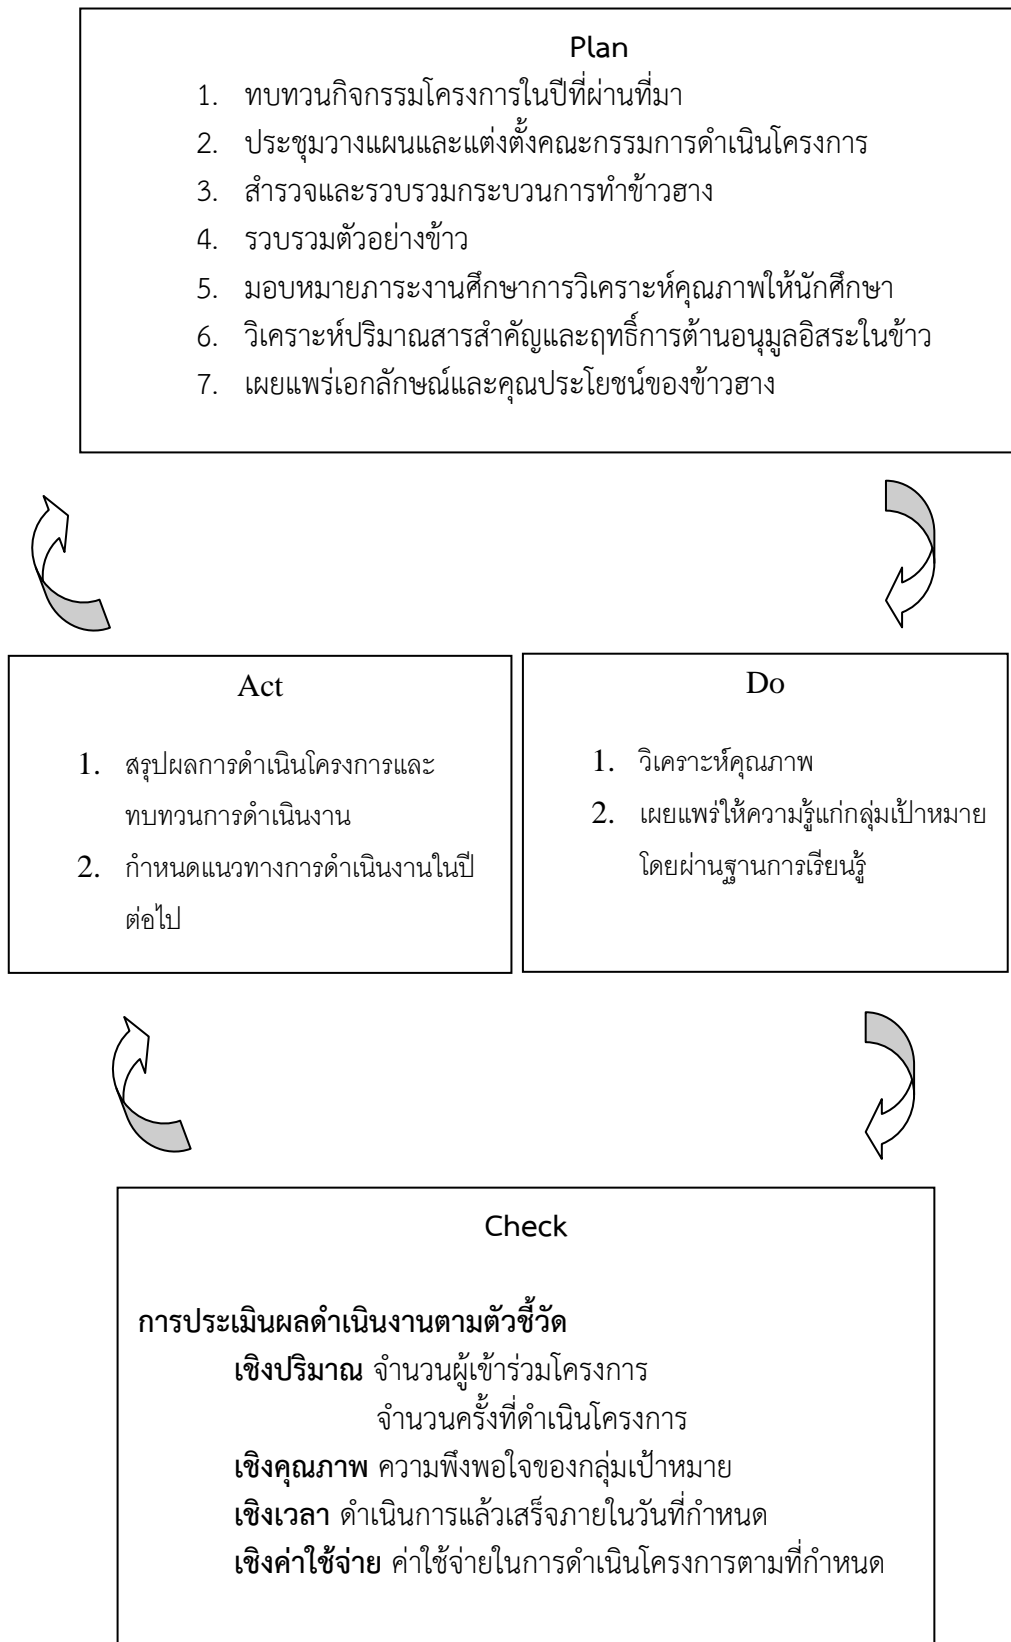 Plan
1. ทบทวนกิจกรรมโครงการในปีที่ผ่านที่มา
2. ประชุมวางแผนและแต่งตั้งคณะกรรมการดำเนินโครงการ
3. สำรวจและรวบรวมกระบวนการทำข้าวฮาง
4. รวบรวมตัวอย่างข้าว
5. มอบหมายภาระงานศึกษาการวิเคราะห์คุณภาพให้นักศึกษา
6. วิเคราะห์ปริมาณสารสำคัญและฤทธิ์การต้านอนุมูลอิสระในข้าว
7. เผยแพร่เอกลักษณ์และคุณประโยชน์ของข้าวฮาง
Act
1. สรุปผลการดำเนินโครงการและ
ทบทวนการดำเนินงาน
2. กำหนดแนวทางการดำเนินงานในปี
ต่อไป
Do
1. วิเคราะห์คุณภาพ
2. เผยแพร่ให้ความรู้แก่กลุ่มเป้าหมาย
โดยผ่านฐานการเรียนรู้
Check
การประเมินผลดำเนินงานตามตัวชี้วัด
เชิงปริมาณ จำนวนผู้เข้าร่วมโครงการ
จำนวนครั้งที่ดำเนินโครงการ
เชิงคุณภาพ ความพึงพอใจของกลุ่มเป้าหมาย
เชิงเวลา ดำเนินการแล้วเสร็จภายในวันที่กำหนด
เชิงค่าใช้จ่าย ค่าใช้จ่ายในการดำเนินโครงการตามที่กำหนด